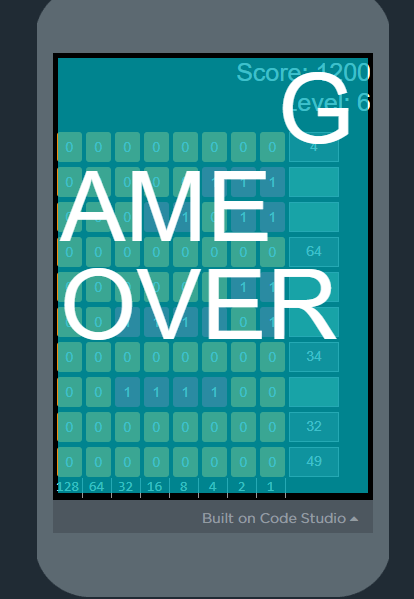 Score: 1200
Level: 6
G
0 0 0 0 0 0 0 0 4
AME
1 1
1 1 1
0 0 0 0 0 0 0 0 64
OVER
0 0 0 0 0 0 0 0 34
0 0 1 1 1 1 0 0
0 0 0 0 0 0 0 0 32
0 0 0 0 0 0 0 0 49
128 64 32 16 8 4 2 1
Built on Code Studio